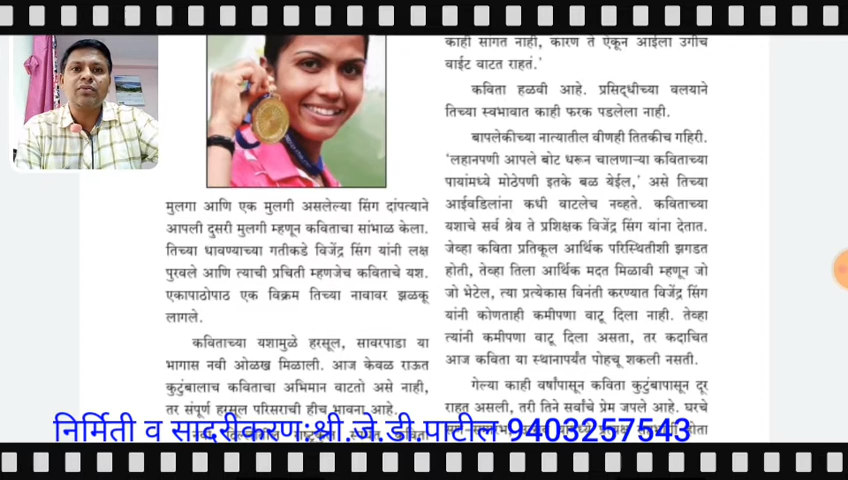 मुलगा आणि एक मुलगी असलेल्या सिंग दांपत्याने
आपली दुसरी मुलगी म्हणून कविताचा सांभाळ केला.
तिच्या धावण्याच्या गतीकडे विजेंद्र सिंग यांनी लक्ष
पुरवले आणि त्याची प्रचिती म्हणजेच कविताचे यश.
एकापाठोपाठ एक विक्रम तिच्या नावावर झळकू
लागले.
कविताच्या यशामुळे हरसूल, सावरपाडा या
भागास नवी ओळख मिळाली. आज केवळ राऊत
कुटुंबालाच कविताचा अभिमान वाटतो असे नाही,
तर संपूर्ण हरसूल परिसराची हीच भावना आहे.
काही सांगत नाही, कारण ते ऐकून आईला उगीच
वाईट वाटत राहतं.'
कविता हळवी आहे. प्रसिद्धीच्या वलयाने
तिच्या स्वभावात काही फरक पडलेला नाही.
बापलेकीच्या नात्यातील वीणही तितकीच गहिरी.
'लहानपणी आपले बोट धरून चालणाऱ्या कविताच्या
पायांमध्ये मोठेपणी इतके बळ येईल,' असे तिच्या
आईवडिलांना कधी वाटलेच नव्हते. कविताच्या
यशाचे सर्व श्रेय ते प्रशिक्षक विजेंद्र सिंग यांना देतात.
जेव्हा कविता प्रतिकूल आर्थिक परिस्थितीशी झगडत
होती, तेव्हा तिला आर्थिक मदत मिळावी म्हणून जो
जो भेटेल, त्या प्रत्येकास विनंती करण्यात विजेंद्र सिंग
यांनी कोणताही कमीपणा वाटू दिला नाही. तेव्हा
त्यांनी कमीपणा वाटू दिला असता, तर कदाचित
आज कविता या स्थानापर्यंत पोहचू शकली नसती.
गेल्या काही वर्षांपासून कविता कुटुंबापासून दूर
राहत असली, तरी तिने सर्वांचे प्रेम जपले आहे. घरचे
निर्मिती व सादरीकरण:श्री.जे.डी.पाटील 9403257543